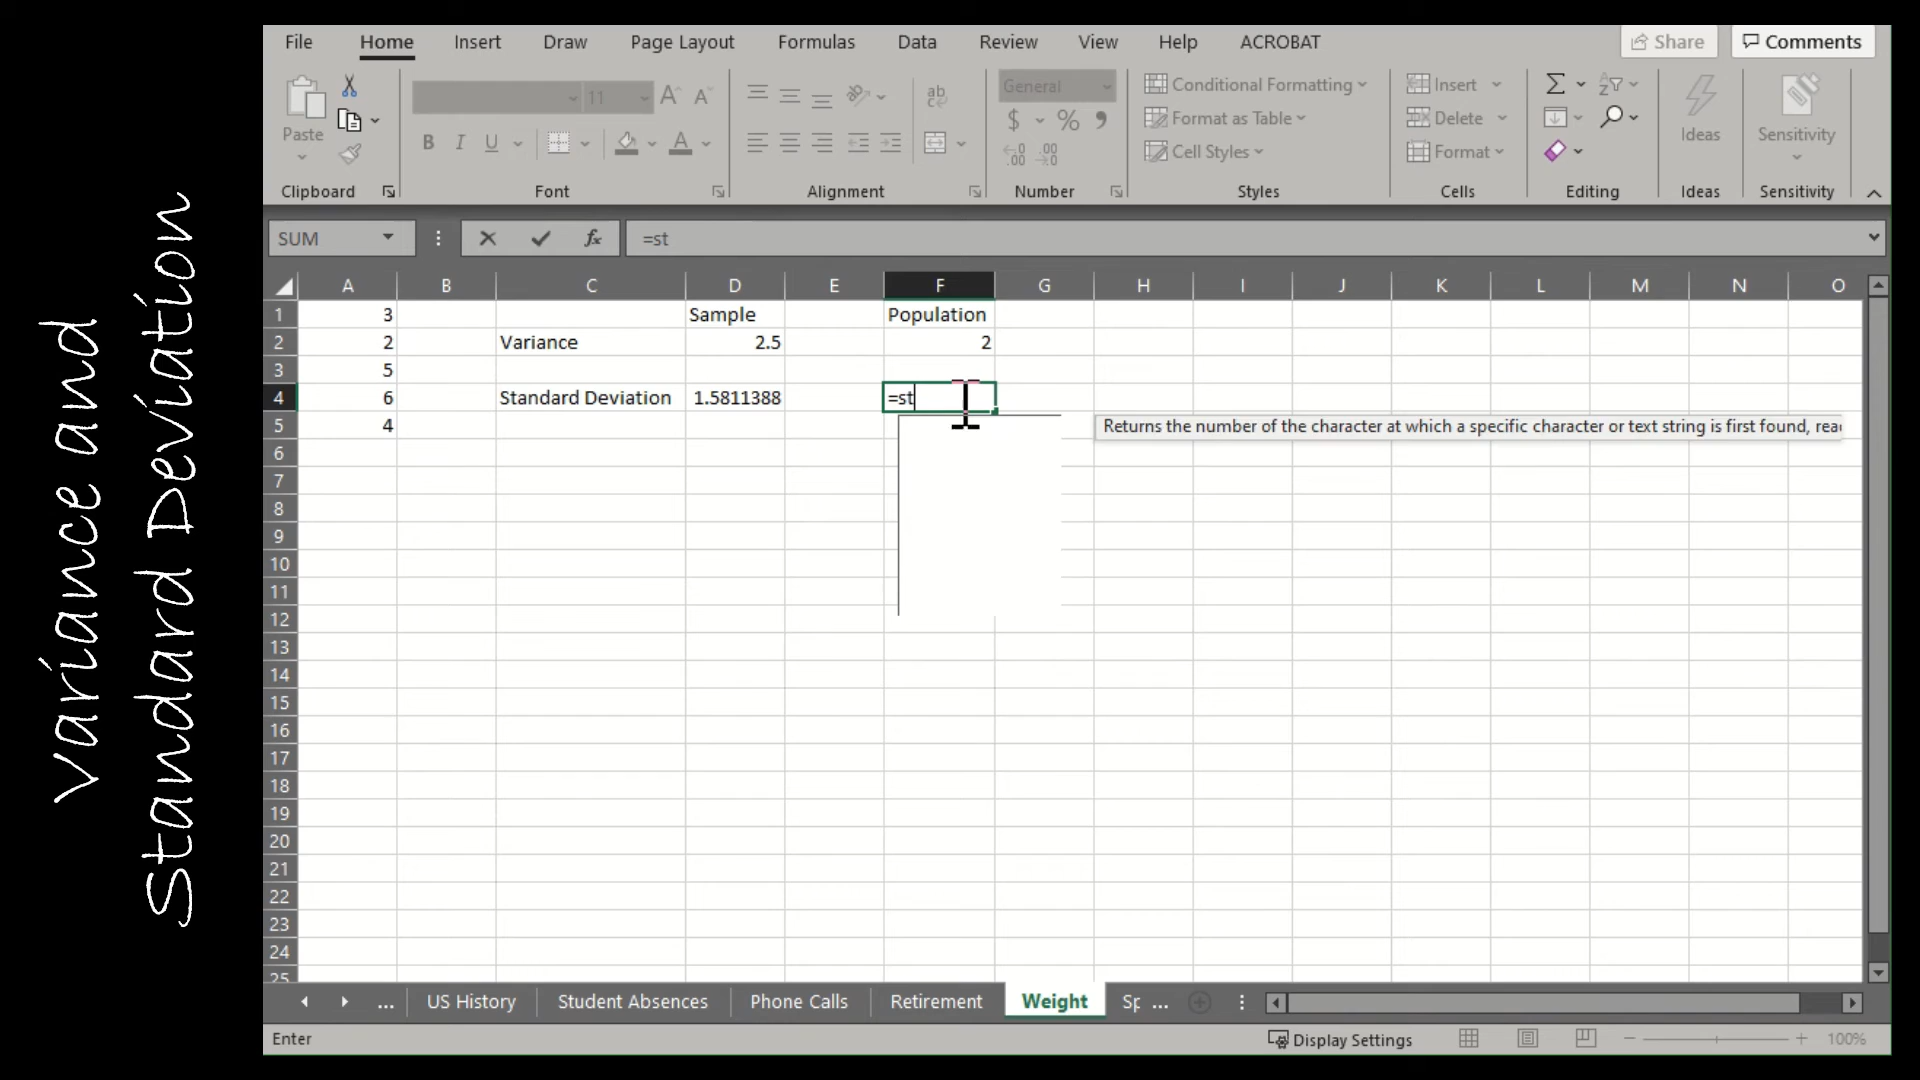 Variance and
Standard Deviation
File Home Insert Draw Page Layout Formulas Data Review View Help ACROBAT Share Comments
Paste
Clipboard
11
B I U
Font
ab
Alignment
General
$ % 9
Number
Conditional Formatting
Format as Table
Cell Styles
Styles
Insert
Delete
Format
Cells
Editing
Ideas
Ideas
Sensitivity
Sensitivity
SUM fx =st
A B C D E F G H I J K L M N O
1 3 Sample Population
2 2 Variance 2.5 2
3 5
4 6 Standard Deviation 1.5811388 =st
5 4 Returns the number of the character at which a specific character or text string is first found, rea
6
7
8
9
10
11
12
13
14
15
16
17
18
19
20
21
22
23
24
25
... US History Student Absences Phone Calls Retirement Weight Sp ...
Enter Display Settings 100%